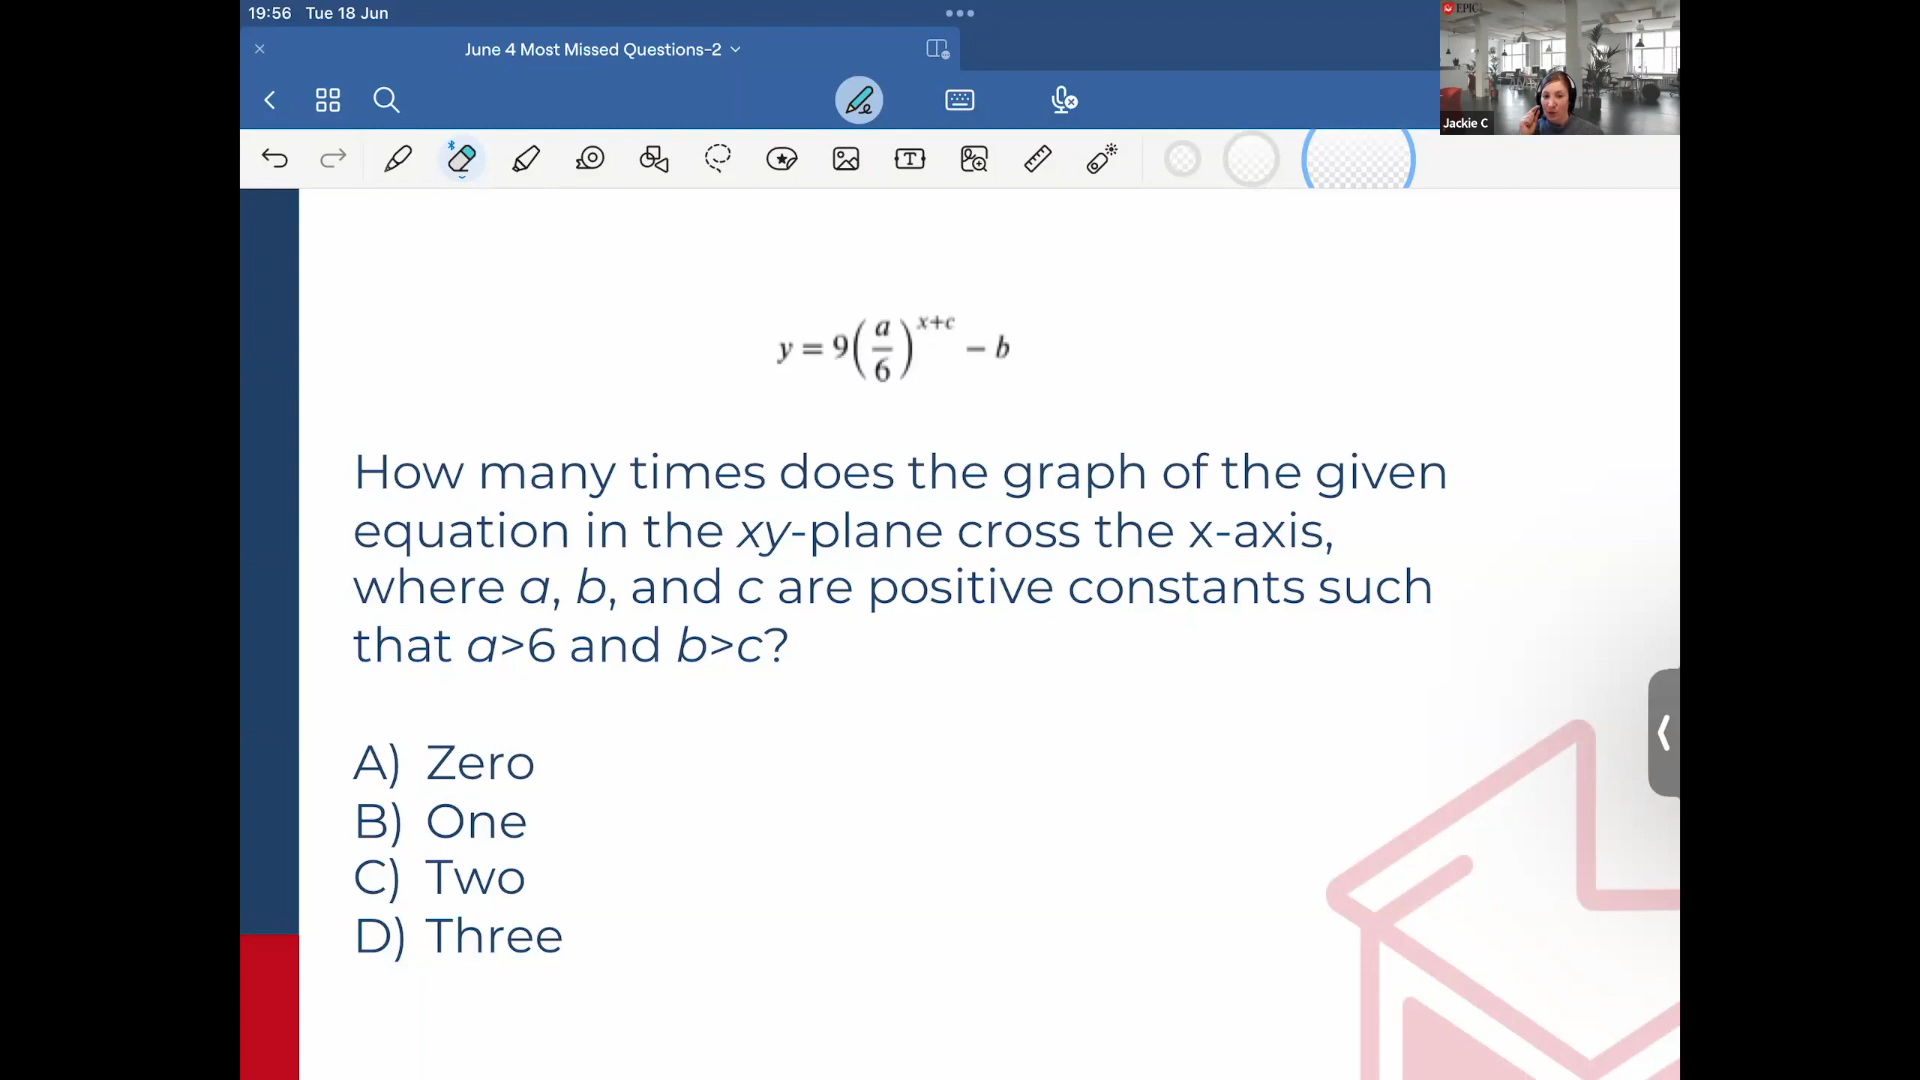 19:56 Tue 18 Jun
EPIC
June 4 Most Missed Questions-2
Jackie C
y = 9(a/6)^{x+c} − b
How many times does the graph of the given
equation in the xy-plane cross the x-axis,
where a, b, and c are positive constants such
that a>6 and b>c?
A) Zero
B) One
C) Two
D) Three